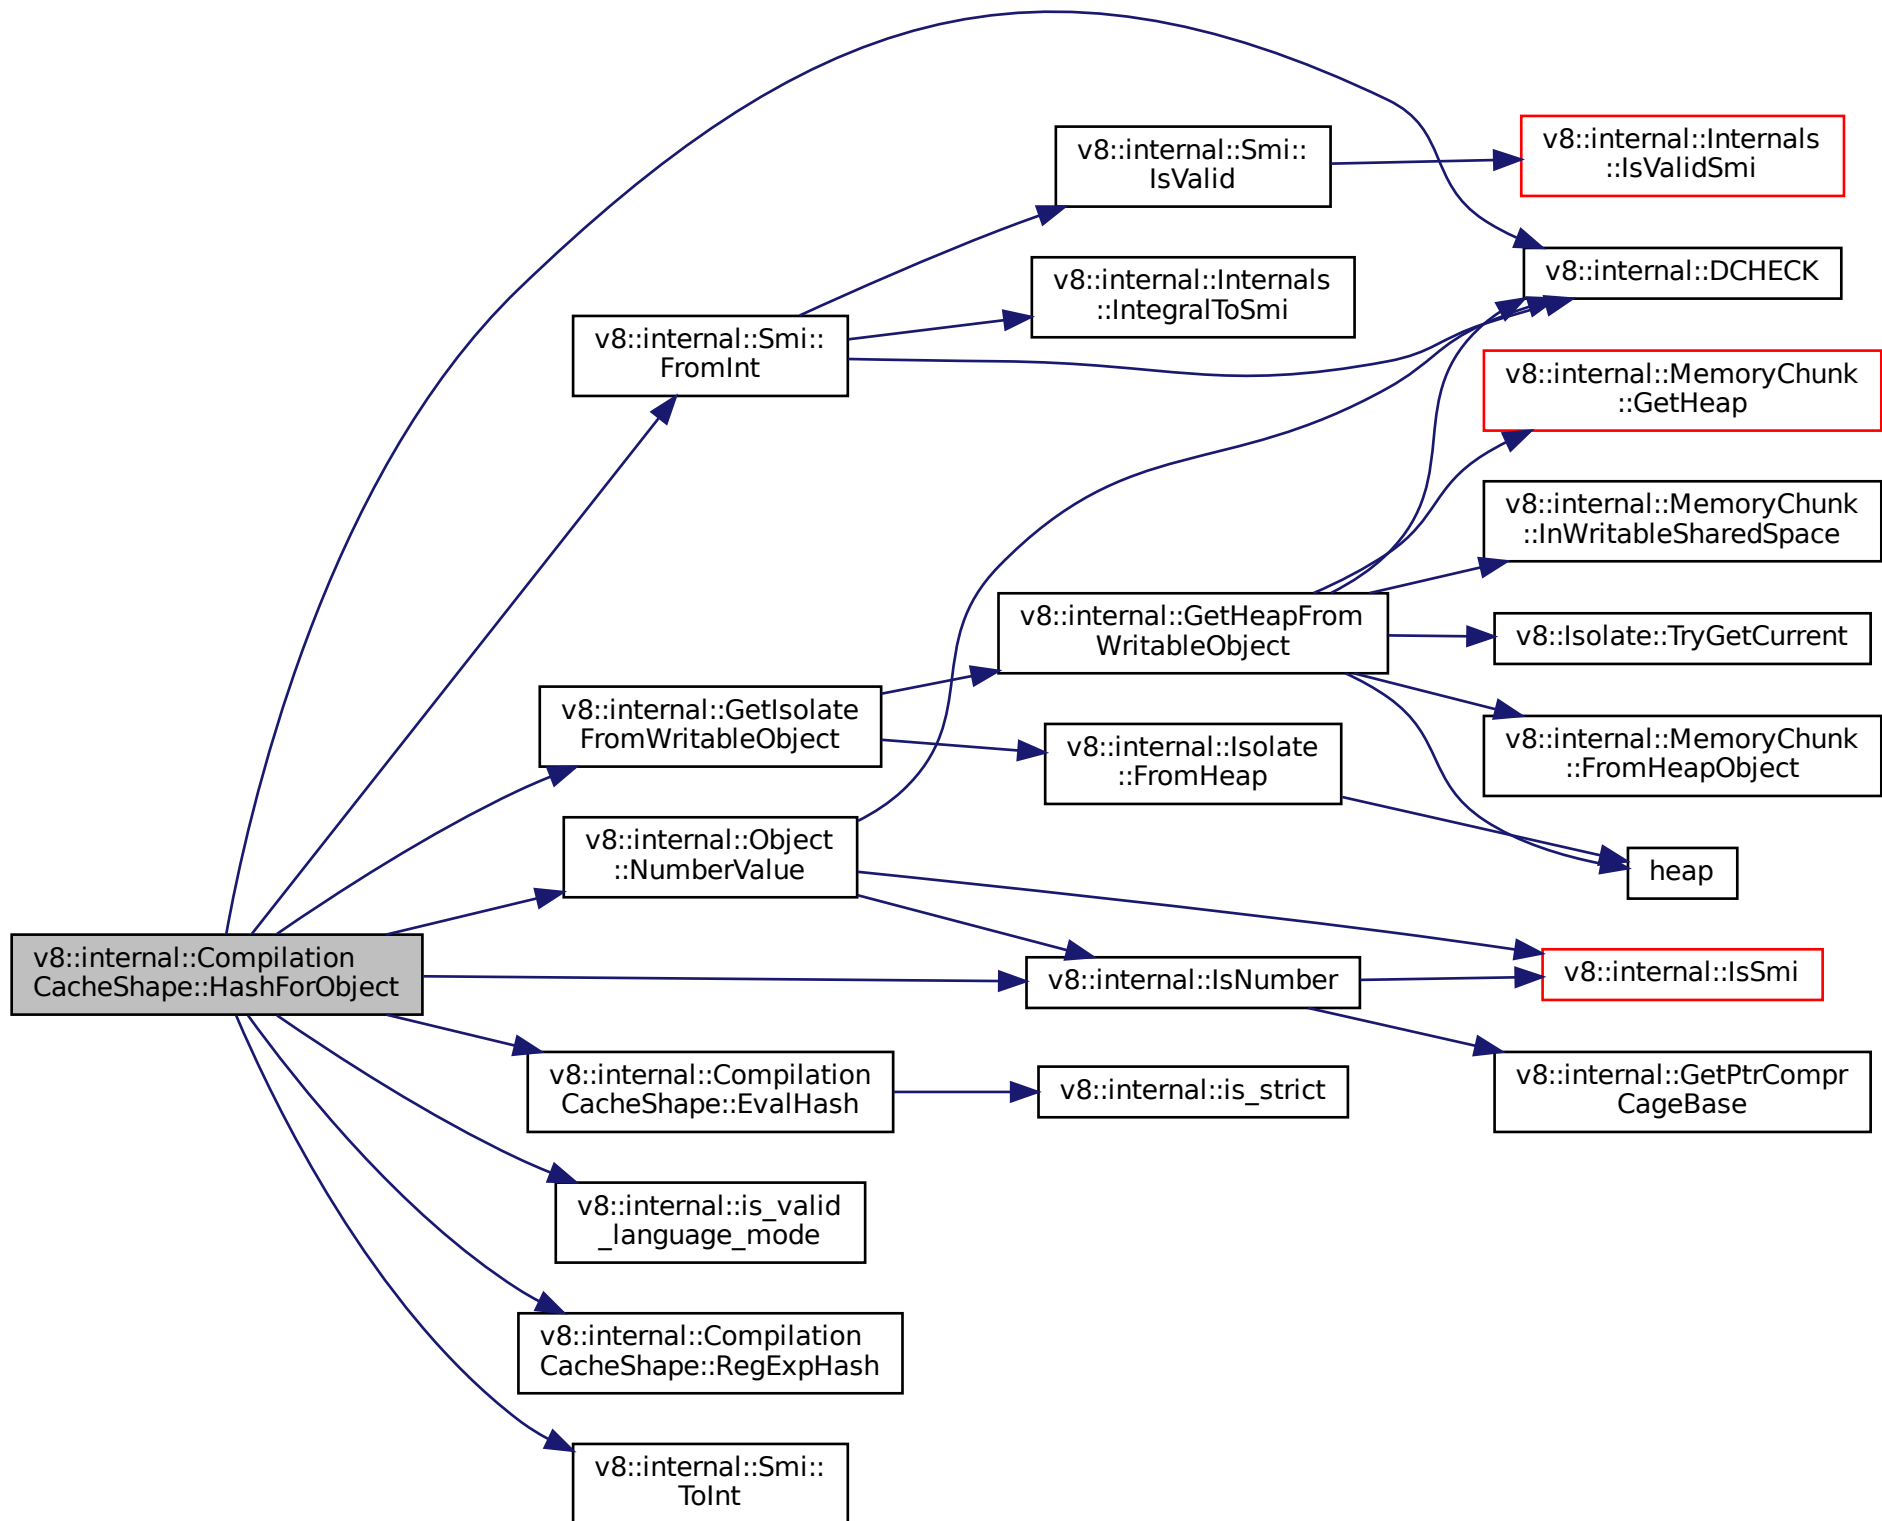 v8::internal::Compilation
CacheShape::HashForObject
v8::internal::Smi::
FromInt
v8::internal::GetIsolate
FromWritableObject
v8::internal::Object
::NumberValue
v8::internal::Compilation
CacheShape::EvalHash
v8::internal::is_valid
_language_mode
v8::internal::Compilation
CacheShape::RegExpHash
v8::internal::Smi::
ToInt
v8::internal::Smi::
IsValid
v8::internal::Internals
::IntegralToSmi
v8::internal::GetHeapFrom
WritableObject
v8::internal::Isolate
::FromHeap
v8::internal::IsNumber
v8::internal::is_strict
v8::internal::Internals
::IsValidSmi
v8::internal::DCHECK
v8::internal::MemoryChunk
::GetHeap
v8::internal::MemoryChunk
::InWritableSharedSpace
v8::Isolate::TryGetCurrent
v8::internal::MemoryChunk
::FromHeapObject
heap
v8::internal::IsSmi
v8::internal::GetPtrCompr
CageBase